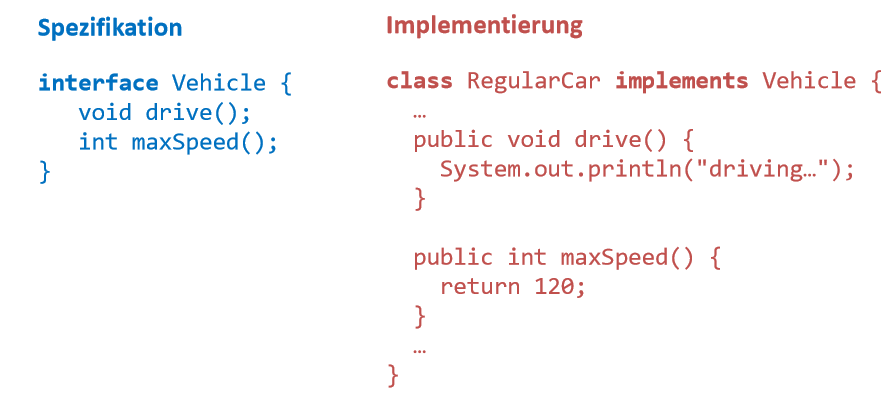 Spezifikation
interface Vehicle {
void drive();
int maxSpeed();
}
Implementierung
class RegularCar implements Vehicle {
…
public void drive() {
System.out.println("driving…");
}
public int maxSpeed() {
return 120;
}
…
}